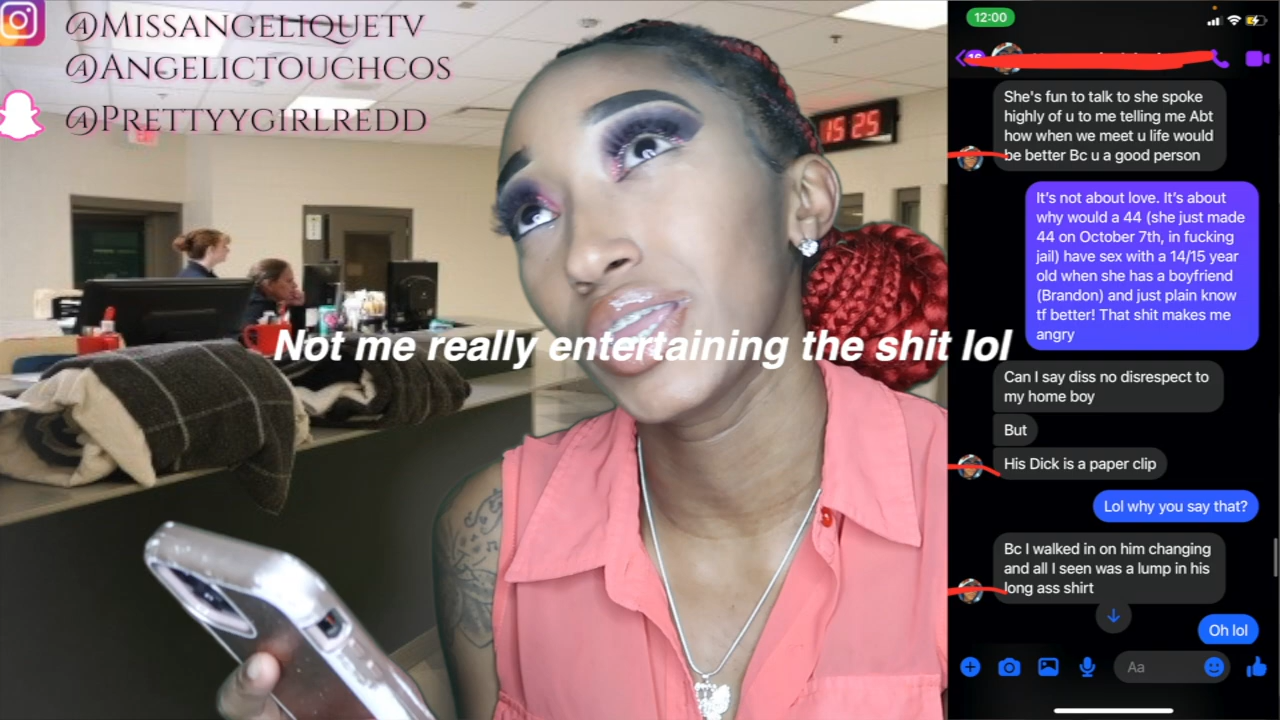 @MissAngeliqueTV
@AngelicTouchCos
@PrettyyGirlRedd
15 25
Not me really entertaining the shit lol
12:00
She's fun to talk to she spoke
highly of u to me telling me Abt
how when we meet u life would
be better Bc u a good person
It's not about love. It's about
why would a 44 (she just made
44 on October 7th, in fucking
jail) have sex with a 14/15 year
old when she has a boyfriend
(Brandon) and just plain know
tf better! That shit makes me
angry
Can I say diss no disrespect to
my home boy
But
His Dick is a paper clip
Lol why you say that?
Bc I walked in on him changing
and all I seen was a lump in his
long ass shirt
Oh lol
Aa